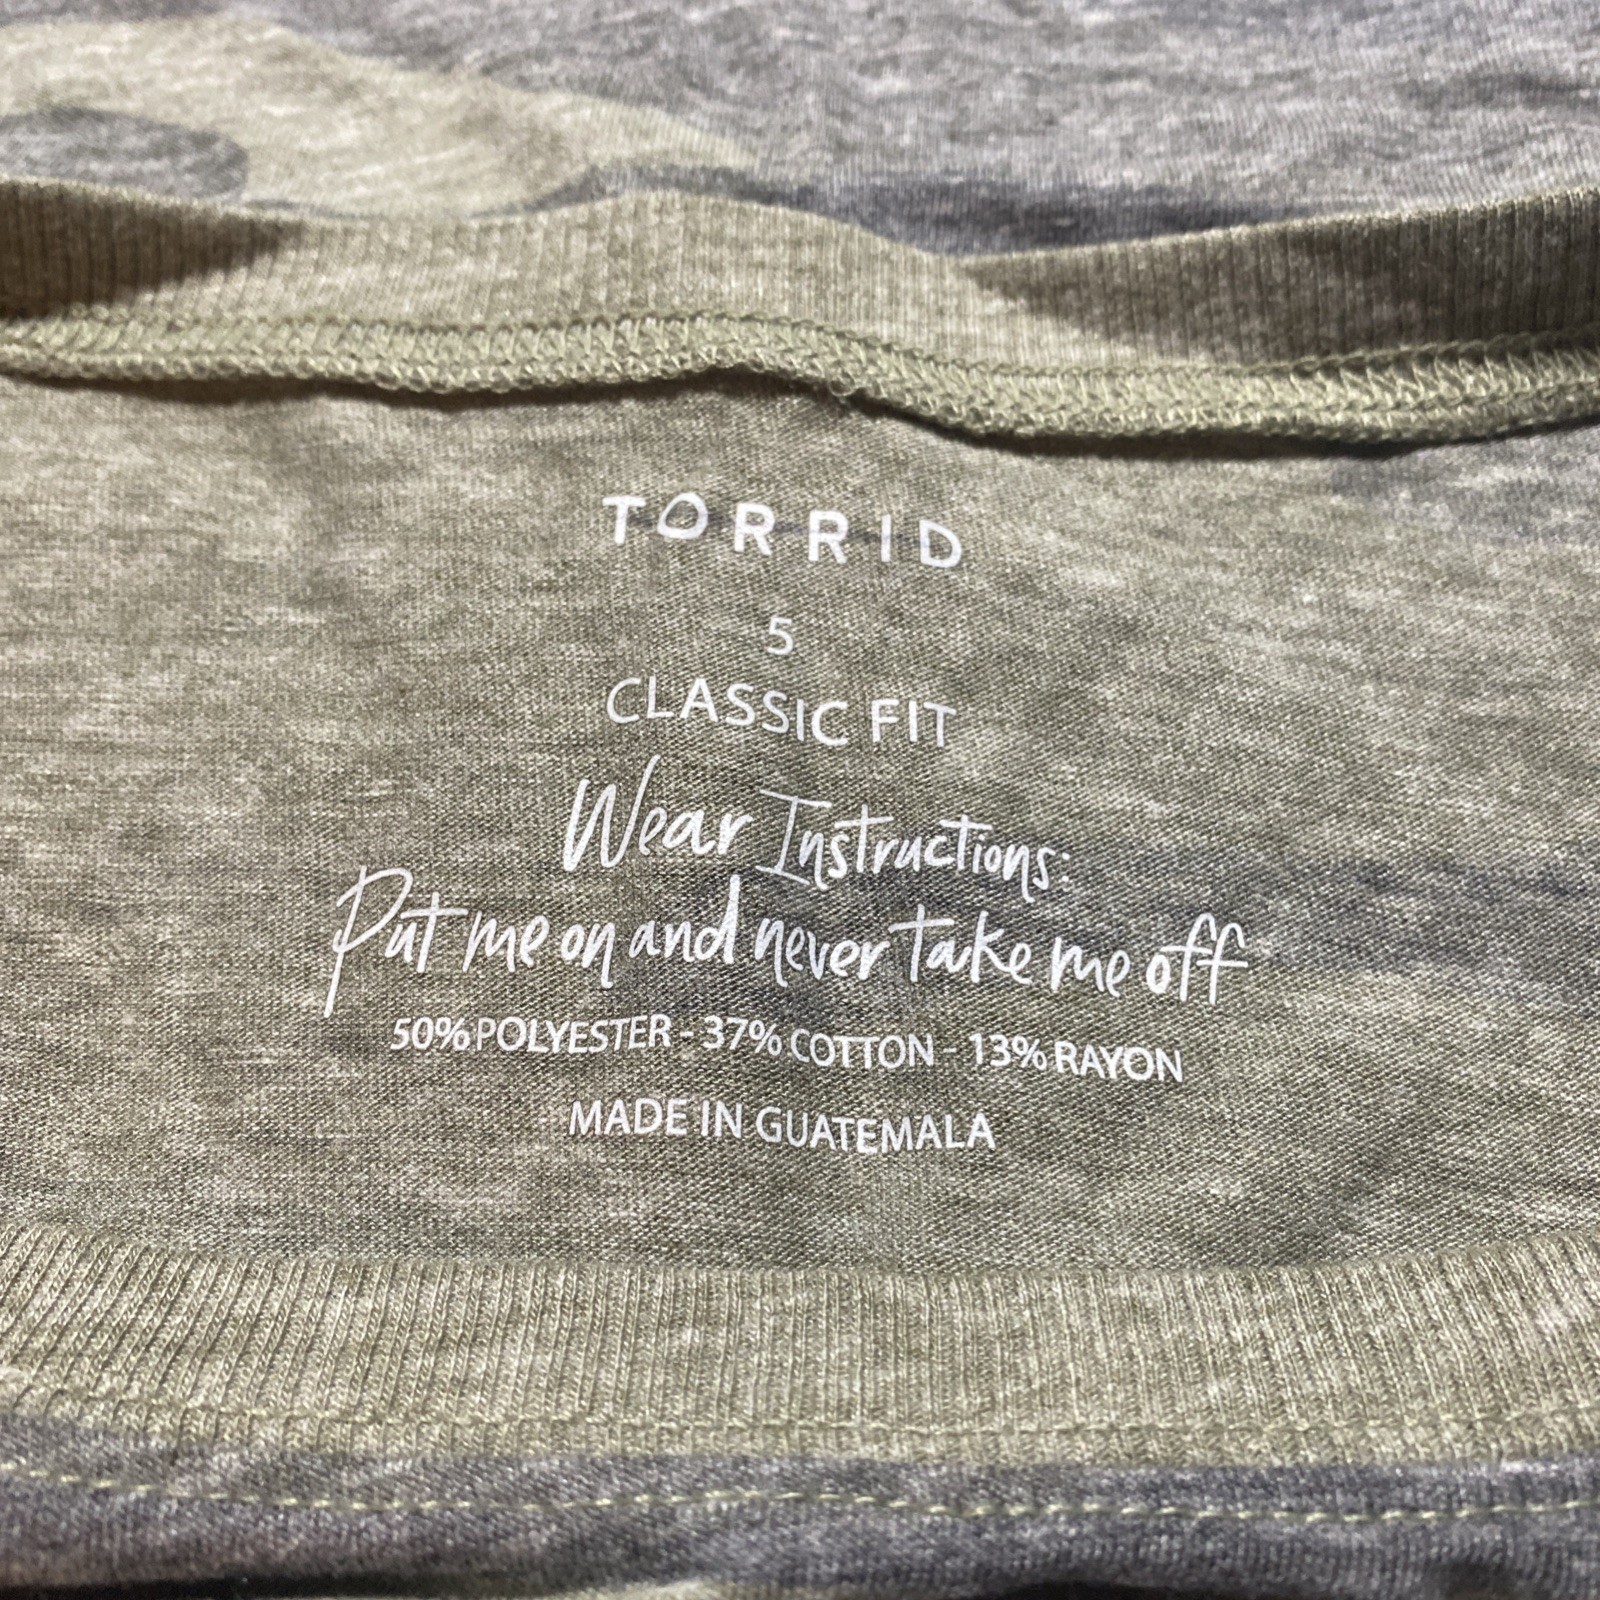 TORRID
5
CLASSIC FIT
Wear Instructions:
Put me on and never take me off
50% POLYESTER - 37% COTTON - 13% RAYON
MADE IN GUATEMALA